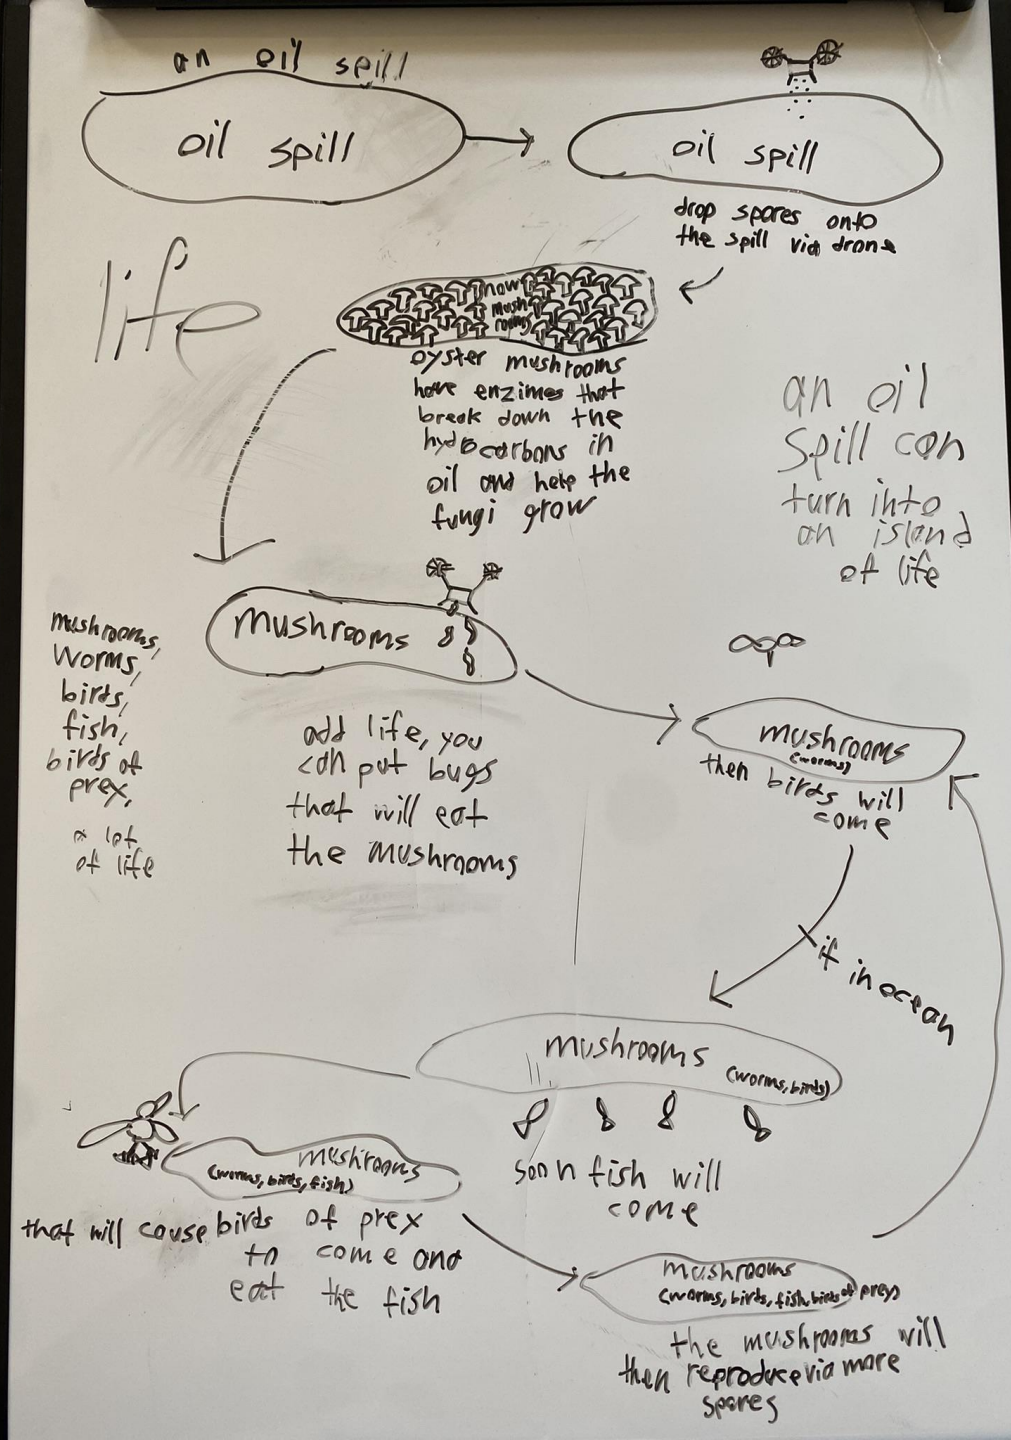 an oil spill
oil spill
oil spill
drop spores onto
the spill via drone
life
now
mush
rooms
oyster mushrooms
have enzimes that
break down the
hydrocarbons in
oil and help the
fungi grow
an oil
spill can
turn into
an island
of life
mushrooms
mushrooms,
worms,
birds,
fish,
birds of
prex,
a lot
of life
add life, you
can put bugs
that will eat
the mushrooms
mushrooms
(worms)
then birds will
come
if in ocean
mushrooms
(worms, birds)
soon fish will
come
mushrooms
(worms, birds, fish)
that will cause birds of prex
to come and
eat the fish
mushrooms
(worms, birds, fish, birds of prey)
the mushrooms will
then reproduce via more
spores